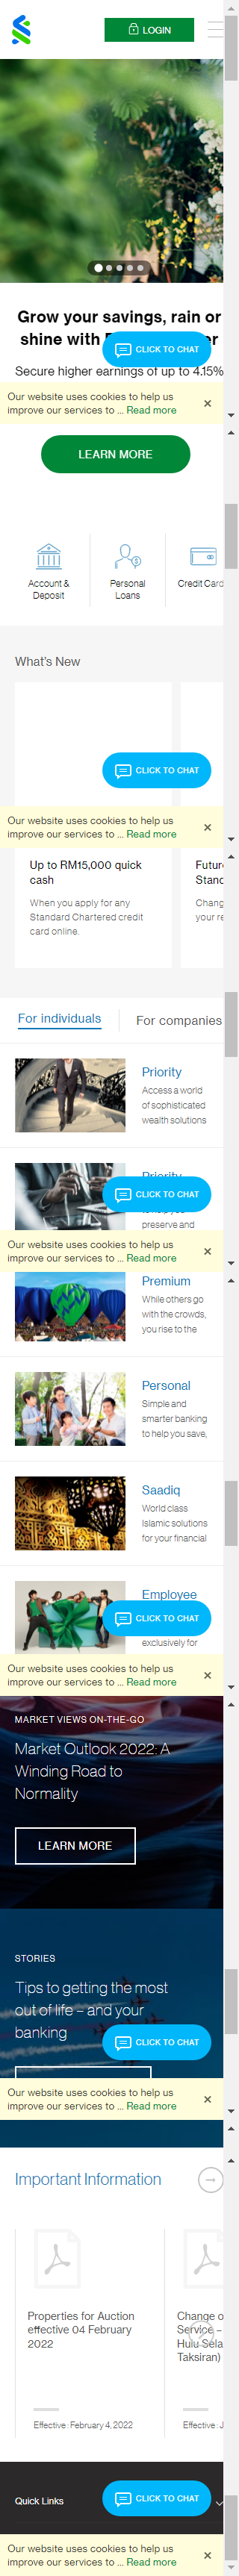 LOGIN
Grow your savings, rain or
shine with
er
CLICK TO CHAT
Secure higher earnings of up to 4.15%
Our website uses cookies to help us
improve our services to ... Read more
LEARN MORE
Account &
Deposit
Personal
Loans
Credit Card
What's New
CLICK TO CHAT
Our website uses cookies to help us
improve our services to ... Read more
Up to RM15,000 quick
cash
When you apply for any
Standard Chartered credit
card online.
Futur
Stand
Chang
your re
For individuals
For companies
Priority
Access a world
of sophisticated
wealth solutions
Priority
CLICK TO CHAT
to help you
preserve and
Our website uses cookies to help us
improve our services to ... Read more
Premium
While others go
with the crowds,
you rise to the
Personal
Simple and
smarter banking
to help you save,
Saadiq
World class
Islamic solutions
for your financial
Employee
CLICK TO CHAT
exclusively for
Our website uses cookies to help us
improve our services to ... Read more
MARKET VIEWS ON-THE-GO
Market Outlook 2022: A
Winding Road to
Normality
LEARN MORE
STORIES
Tips to getting the most
out of life – and your
banking
CLICK TO CHAT
Our website uses cookies to help us
improve our services to ... Read more
Important Information
Properties for Auction
effective 04 February
2022
Effective : February 4, 2022
Change o
Service –
Hulu Sela
Taksiran)
Effective : J
Quick Links
CLICK TO CHAT
Our website uses cookies to help us
improve our services to ... Read more